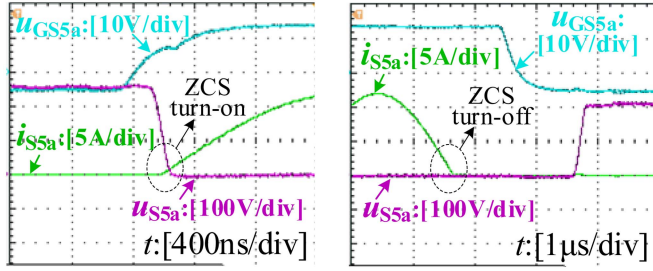 uGSSa:[10V/div]
ZCS
turn-on
iS5a:[5A/div]
uS5a:[100V/div]
t:[400ns/div]
uGS5a:
[10V/div]
iS5a:[5A/div]
ZCS
turn-off
uS5a:[100V/div]
t:[1μs/div]